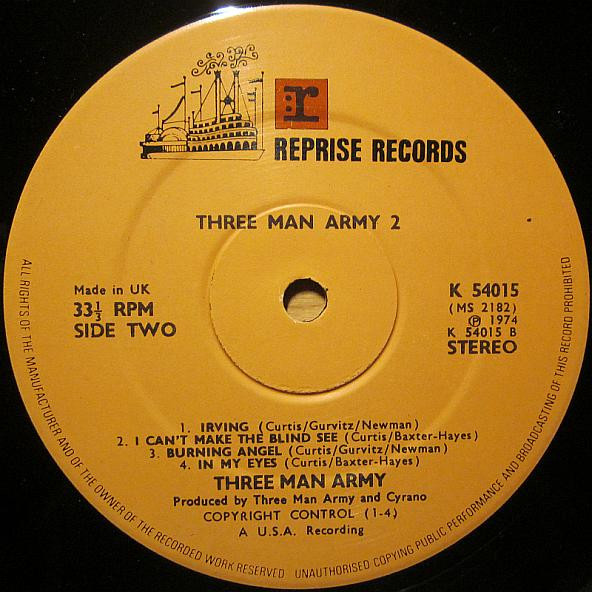 r
REPRISE RECORDS
THREE MAN ARMY 2
Made in UK
33⅓ RPM
SIDE TWO
K 54015
(MS 2182)
Ⓟ 1974
K 54015 B
STEREO
1. IRVING (Curtis/Gurvitz/Newman)
2. I CAN'T MAKE THE BLIND SEE (Curtis/Baxter-Hayes)
3. BURNING ANGEL (Curtis/Gurvitz/Newman)
4. IN MY EYES (Curtis/Baxter-Hayes)
THREE MAN ARMY
Produced by Three Man Army and Cyrano
COPYRIGHT CONTROL (1-4)
A U.S.A. Recording
ALL RIGHTS OF THE MANUFACTURER AND OF THE OWNER OF THE RECORDED WORK RESERVED UNAUTHORISED COPYING PUBLIC PERFORMANCE AND BROADCASTING OF THIS RECORD PROHIBITED